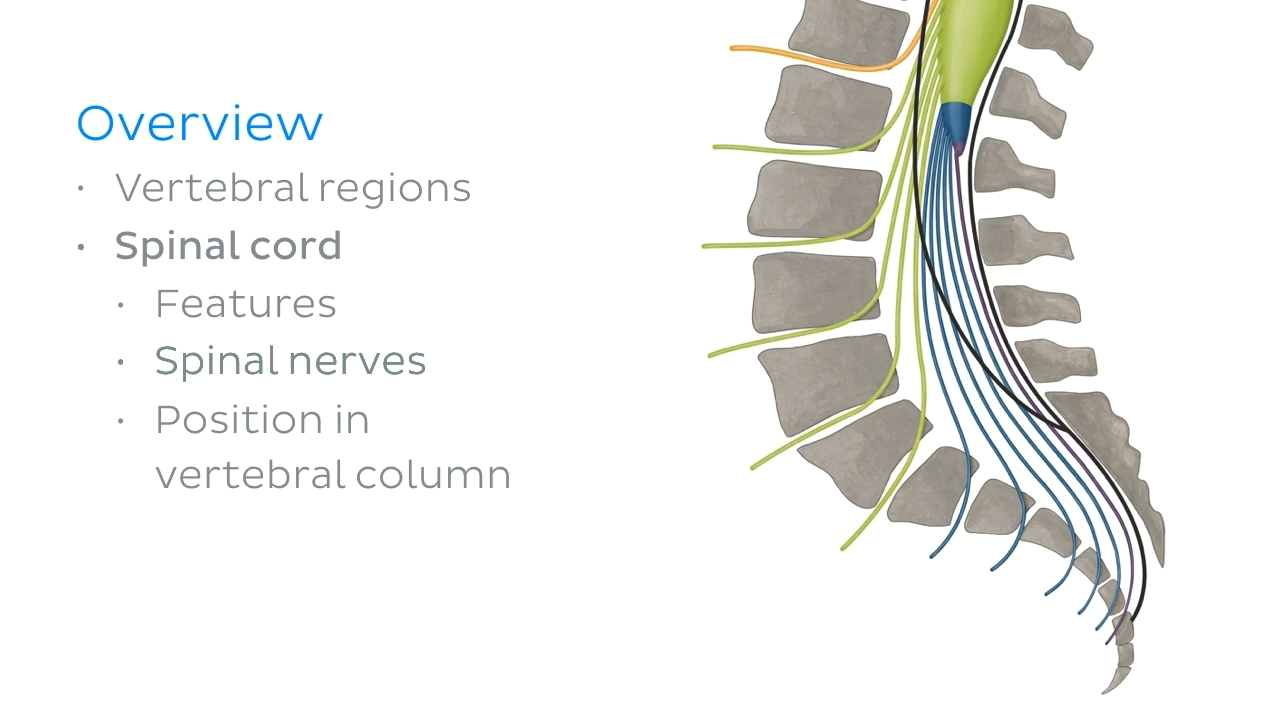 Overview
· Vertebral regions
· Spinal cord
· Features
· Spinal nerves
· Position in
vertebral column